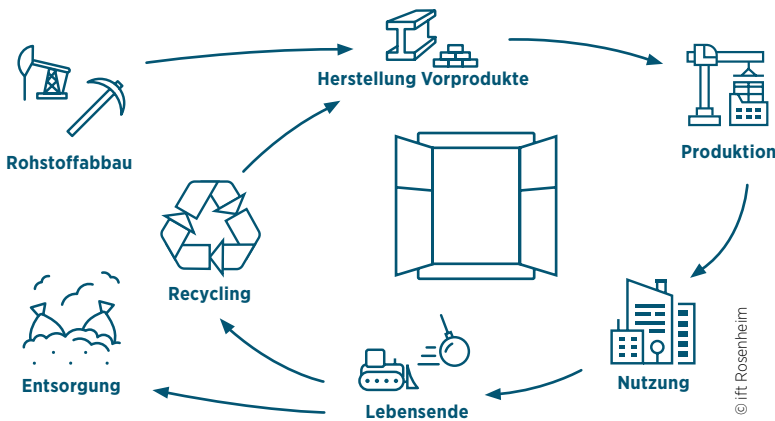 Herstellung Vorprodukte
Rohstoffabbau
Produktion
Recycling
Entsorgung
Nutzung
Lebensende
© ift Rosenheim